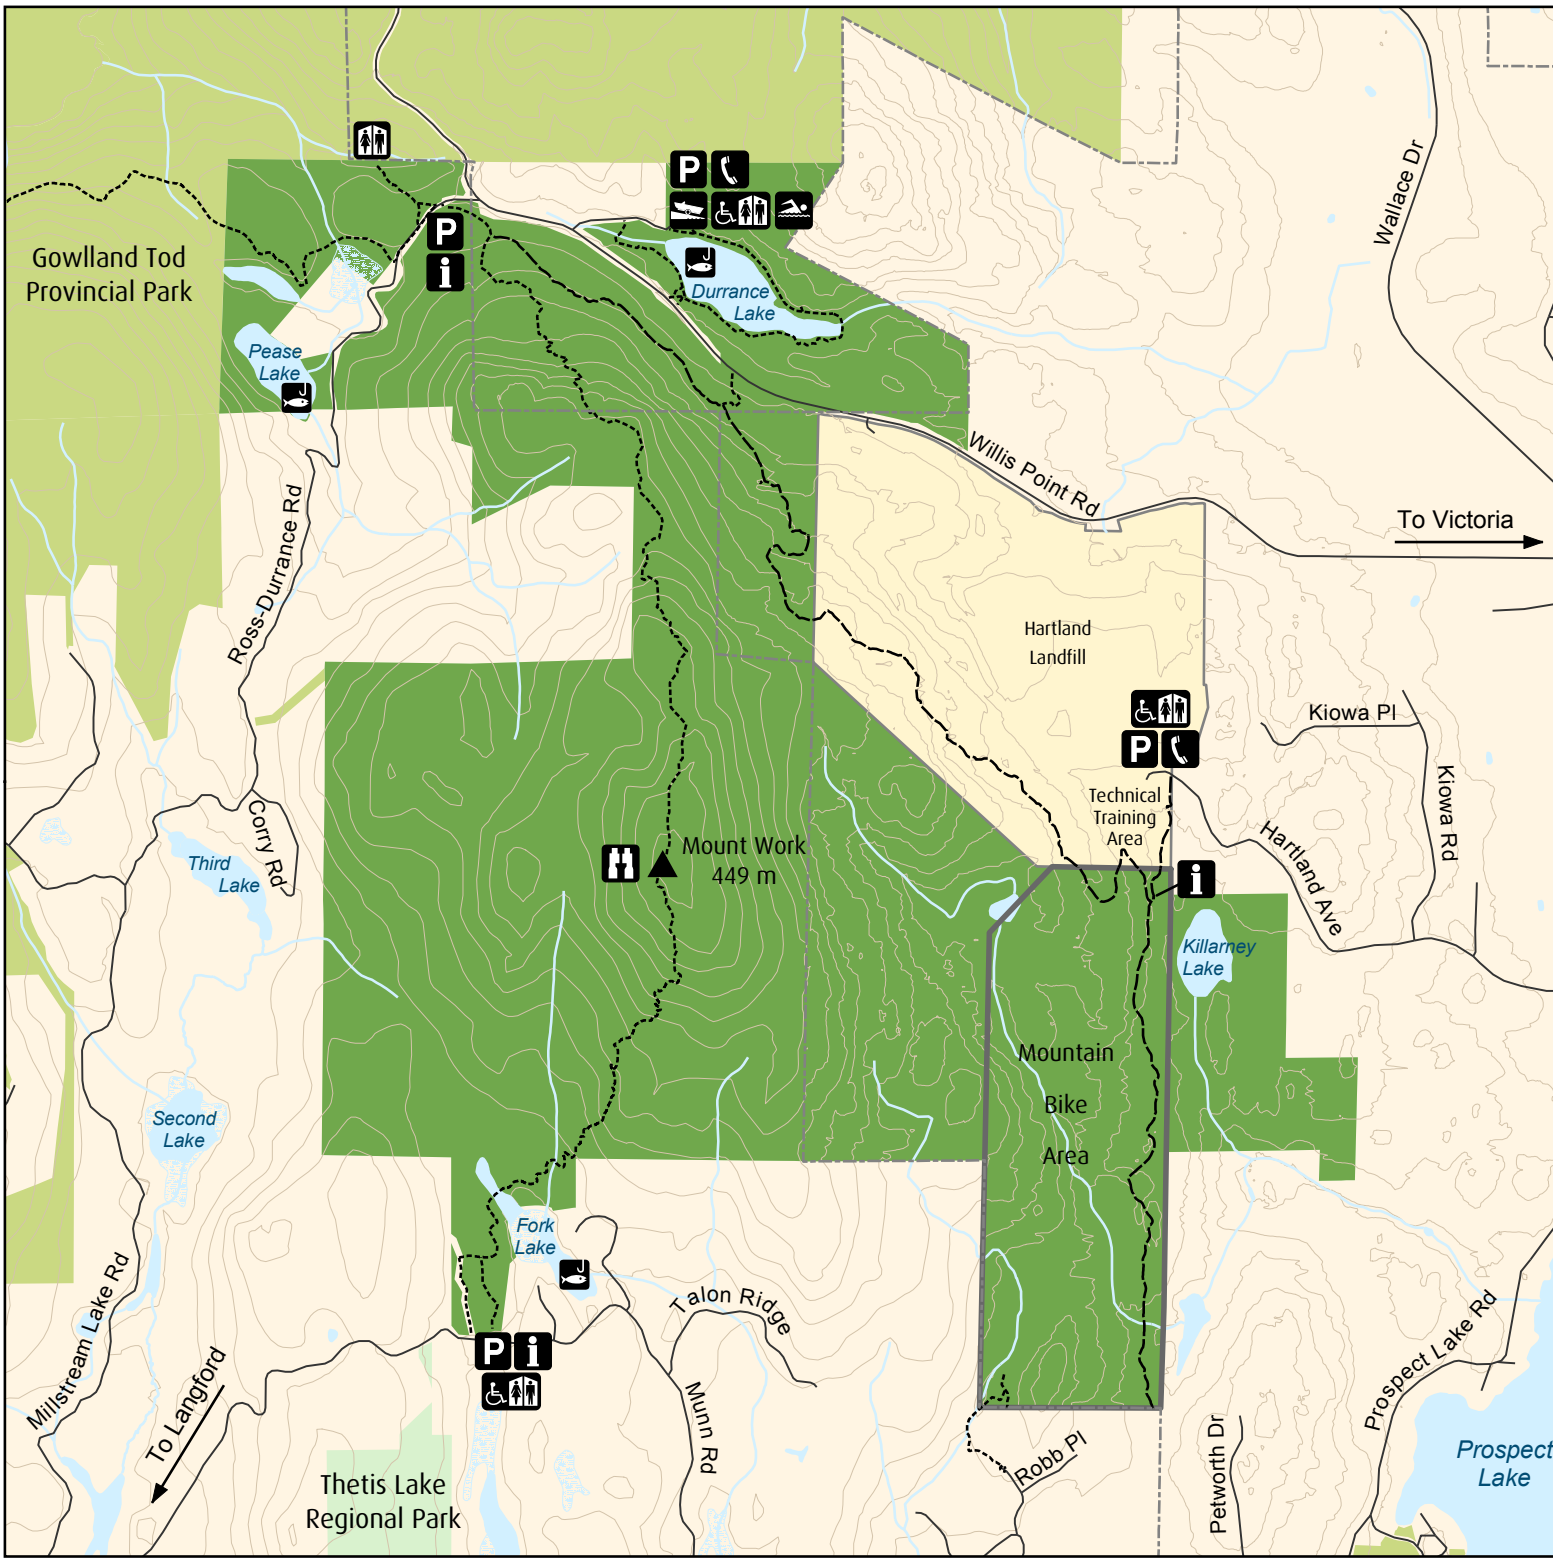 Wallace Dr
P
Gowlland Tod
Provincial Park
P
i
Durrance
Lake
Pease
Lake
Willis Point Rd
To Victoria
Ross-Durrance Rd
Hartland
Landfill
Kiowa Pl
P
Kiowa Rd
Technical
Training
Area
Corry Rd
Third
Lake
Mount Work
449 m
Hartland Ave
i
Killarney
Lake
Mountain
Bike
Area
Second
Lake
Fork
Lake
Talon Ridge
Millstream Lake Rd
To Langford
P
i
Munn Rd
Prospect Lake Rd
Petworth Dr
Robb Pl
Prospect
Lake
Thetis Lake
Regional Park